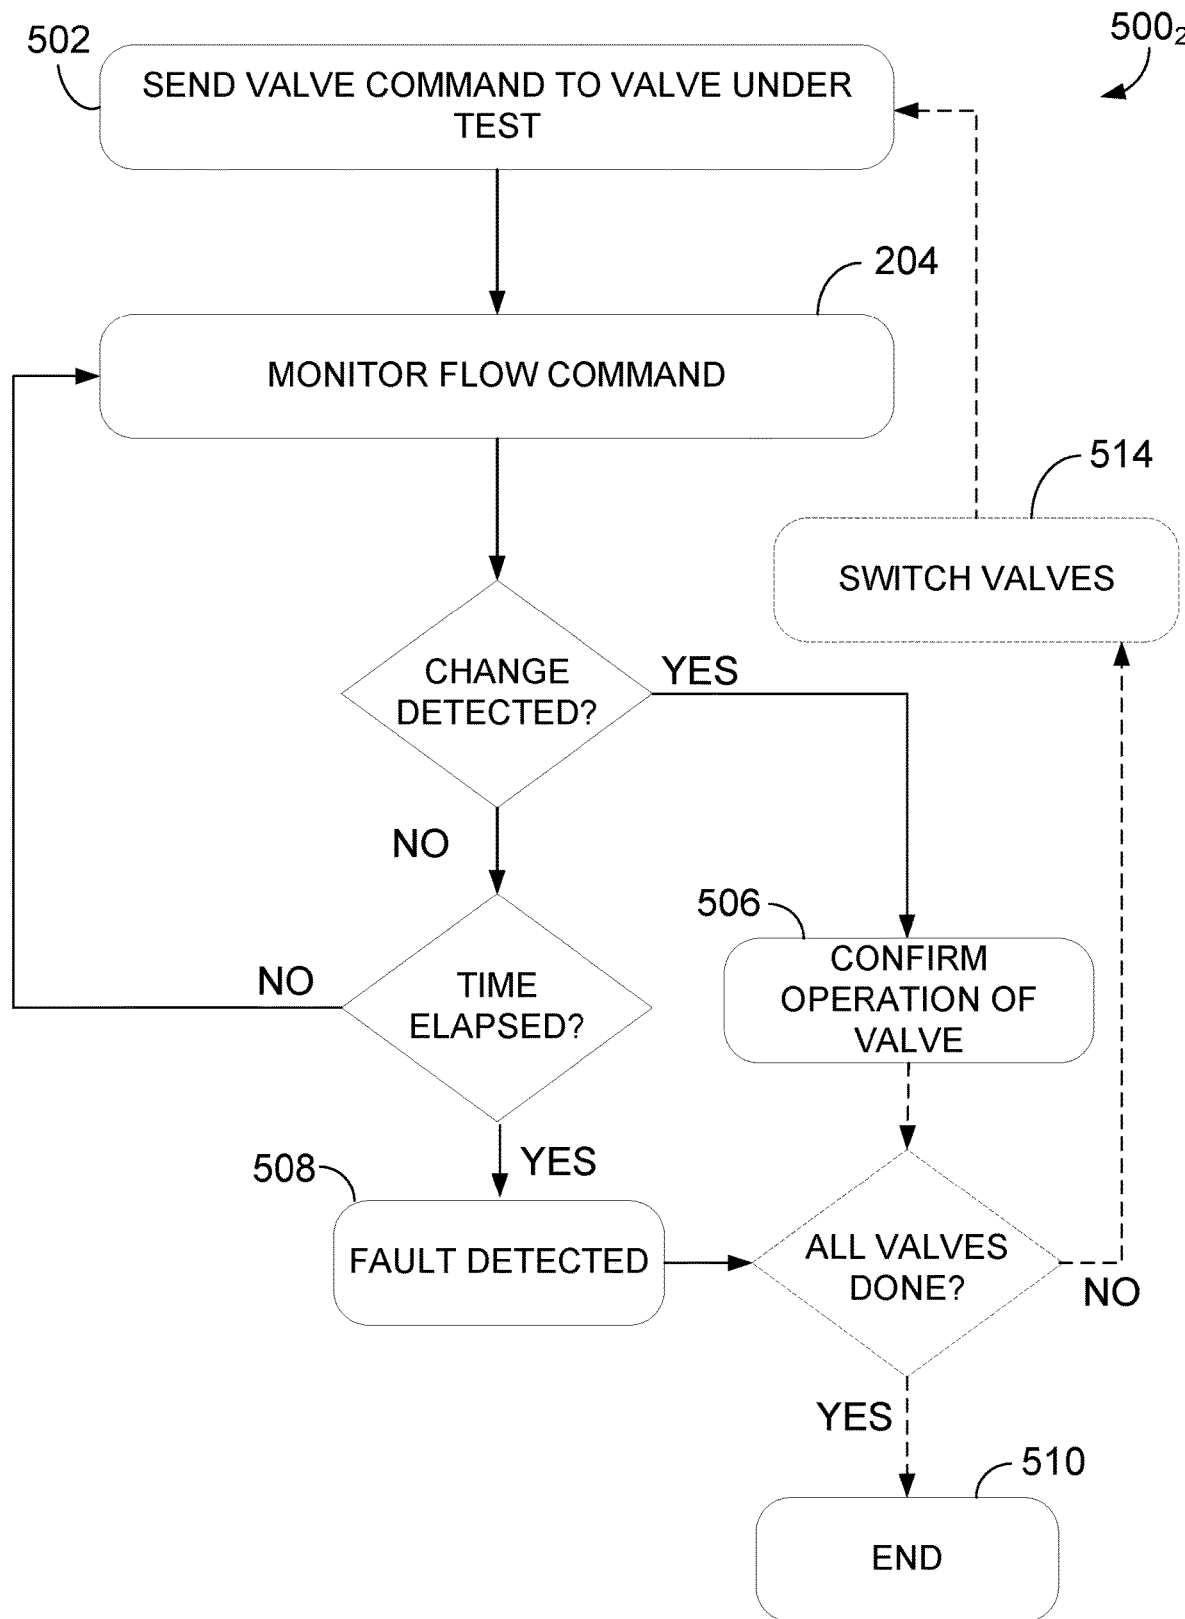 502
500₂
SEND VALVE COMMAND TO VALVE UNDER
TEST
204
MONITOR FLOW COMMAND
514
SWITCH VALVES
CHANGE
DETECTED?
YES
NO
506
CONFIRM
OPERATION OF
VALVE
NO
TIME
ELAPSED?
YES
508
FAULT DETECTED
ALL VALVES
DONE?
NO
YES
510
END